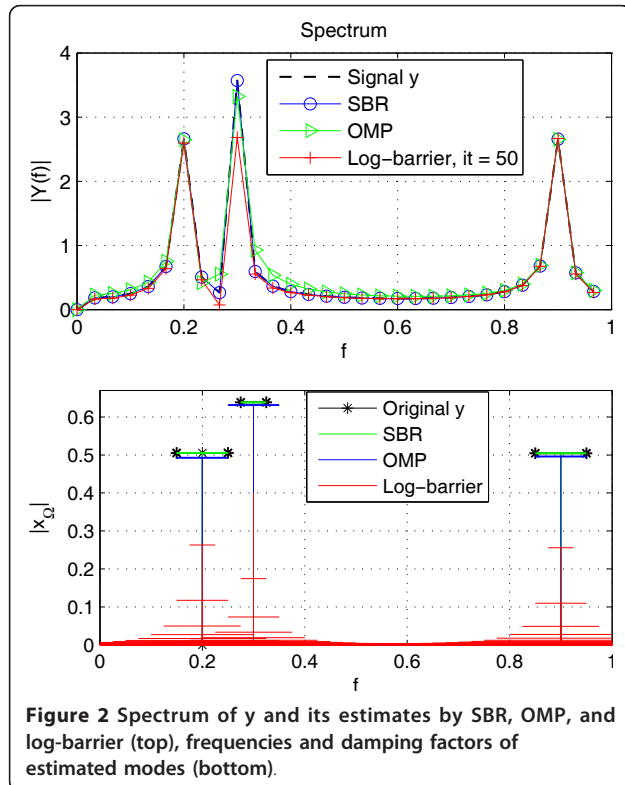 Spectrum
4
3
2
1
0
|Y(f)|
Signal y
SBR
OMP
Log−barrier, it = 50
0
0.2
0.4
0.6
0.8
1
f
0.6
0.5
0.4
0.3
0.2
0.1
0
|xΩ|
Original y
SBR
OMP
Log−barrier
0
0.2
0.4
0.6
0.8
1
f
Figure 2 Spectrum of y and its estimates by SBR, OMP, and
log-barrier (top), frequencies and damping factors of
estimated modes (bottom).